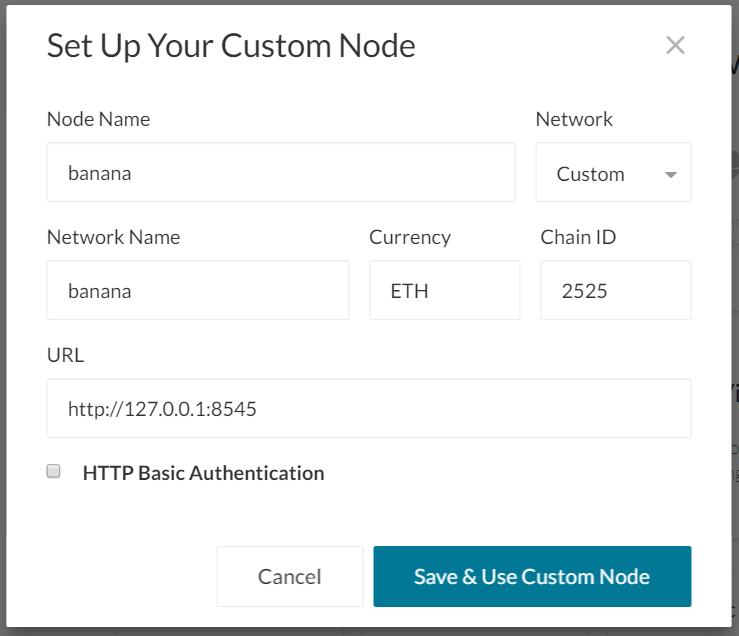 Set Up Your Custom Node
Node Name Network
banana Custom
Network Name Currency Chain ID
banana ETH 2525
URL
http://127.0.0.1:8545
HTTP Basic Authentication
Cancel Save & Use Custom Node